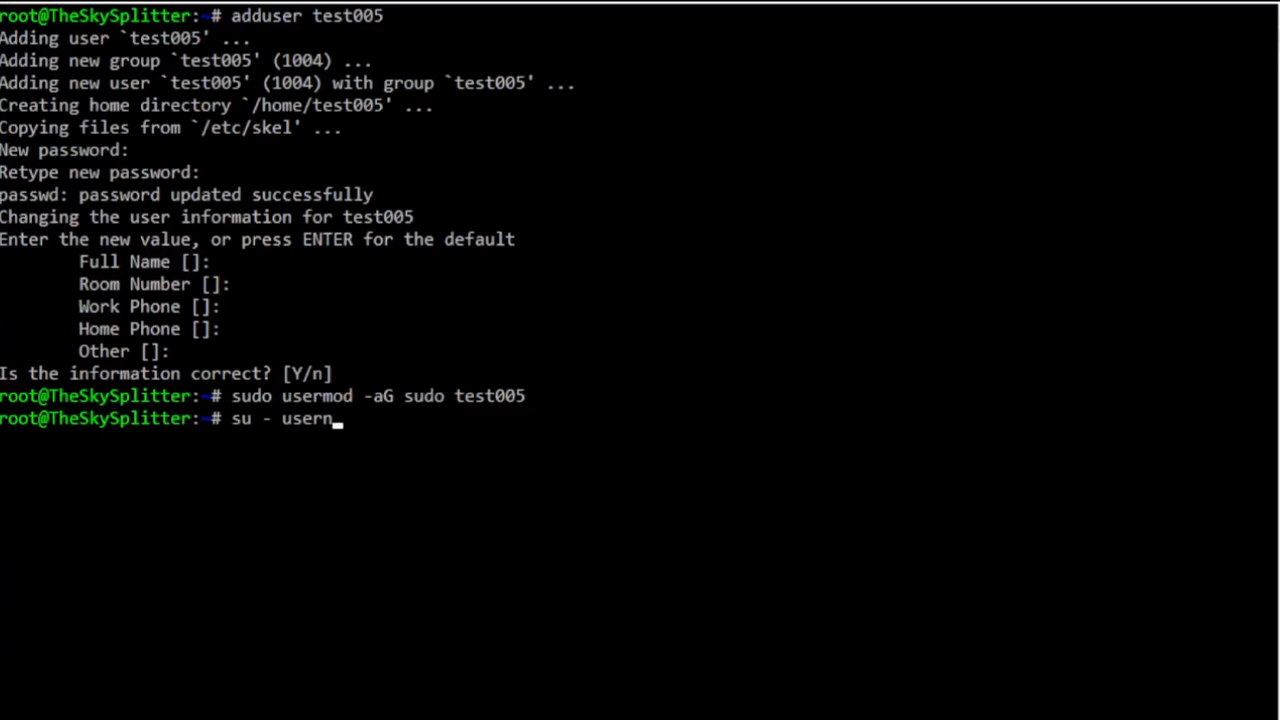 root@TheSkySplitter:~# adduser test005
Adding user `test005' ...
Adding new group `test005' (1004) ...
Adding new user `test005' (1004) with group `test005' ...
Creating home directory `/home/test005' ...
Copying files from `/etc/skel' ...
New password:
Retype new password:
passwd: password updated successfully
Changing the user information for test005
Enter the new value, or press ENTER for the default
        Full Name []:
        Room Number []:
        Work Phone []:
        Home Phone []:
        Other []:
Is the information correct? [Y/n]
root@TheSkySplitter:~# sudo usermod -aG sudo test005
root@TheSkySplitter:~# su - usern